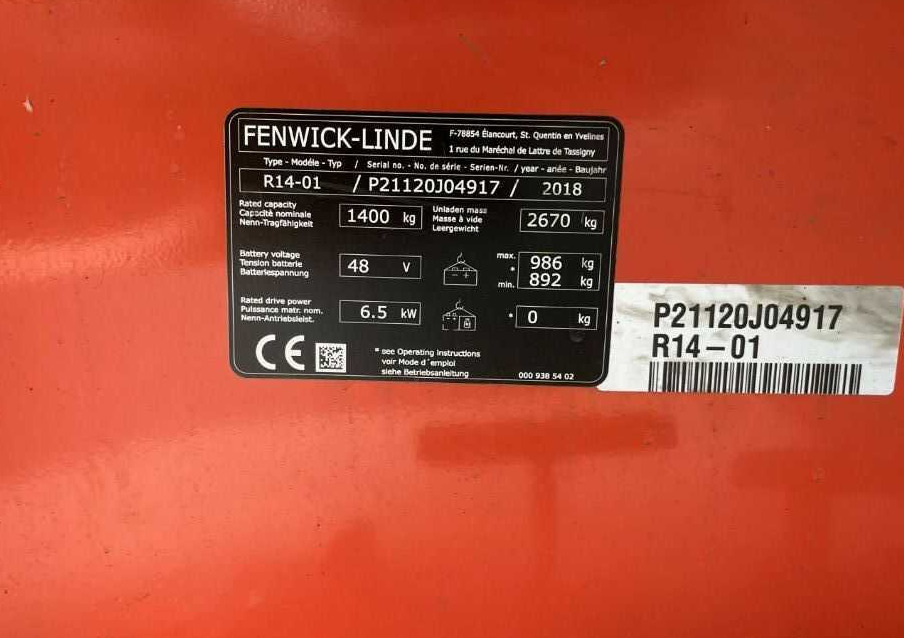 FENWICK-LINDE
F-78854 Élancourt, St. Quentin en Yvelines
1 rue du Maréchal de Lattre de Tassigny
Type - Modéle - Typ / Serial no. - No. de série - Serien-Nr. / year - anée - Baujahr
R14-01 / P21120J04917 / 2018
Rated capacity
Capacité nominale
Nenn-Tragfähigkeit
1400 kg
Unladen mass
Masse à vide
Leergewicht
2670 kg
Battery voltage
Tension batterie
Batteriespannung
48 V
- +
max. 986 kg
*
min. 892 kg
Rated drive power
Puissance matr. nom.
Nenn-Antriebsleist.
6.5 kW
* 0 kg
CE
* see Operating Instructions
voir Mode d'emploi
siehe Betriebsanleitung
000 938 54 02
P21120J04917
R14-01